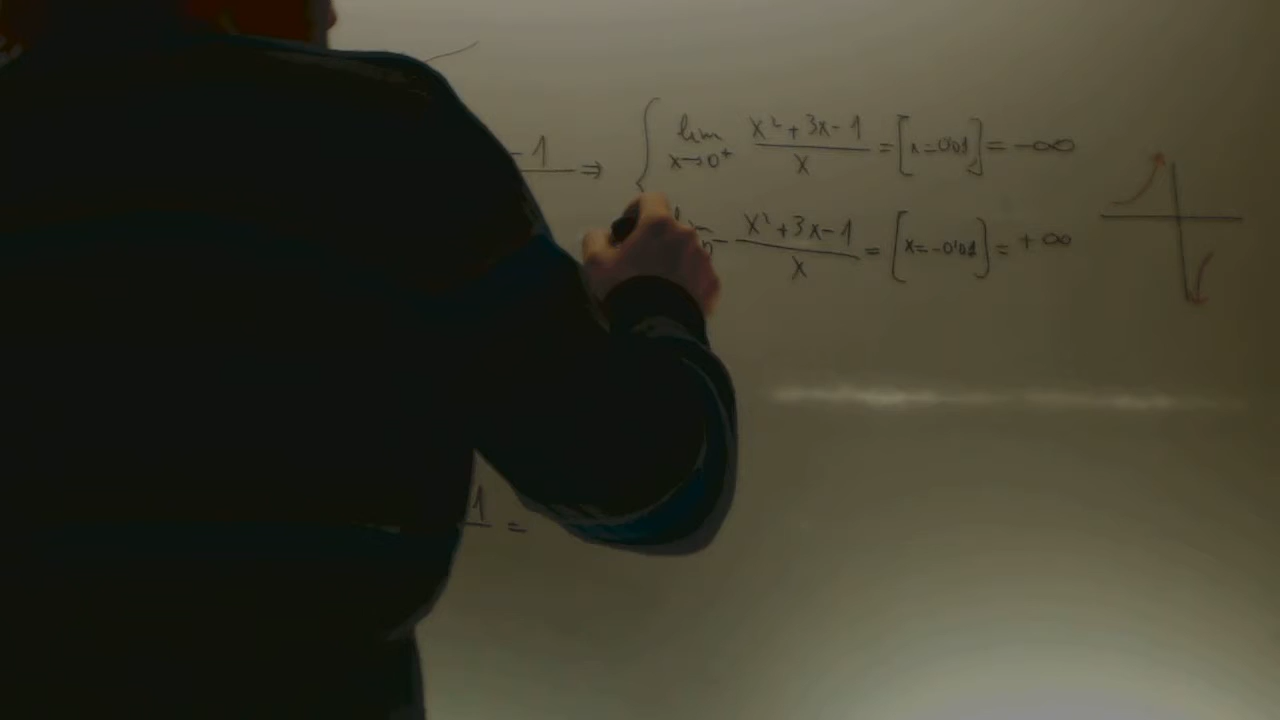 - 1 ⇒ { lim x→0⁺ (x² + 3x - 1)/x = [x=0'01] = -∞
x² + 3x - 1/x = [x=-0'01] = +∞
1 =